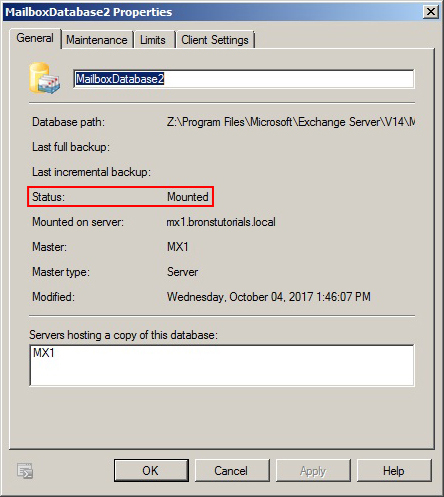 MailboxDatabase2 Properties
General Maintenance Limits Client Settings
MailboxDatabase2
Database path: Z:\Program Files\Microsoft\Exchange Server\V14\M
Last full backup:
Last incremental backup:
Status: Mounted
Mounted on server: mx1.bronstutorials.local
Master: MX1
Master type: Server
Modified: Wednesday, October 04, 2017 1:46:07 PM
Servers hosting a copy of this database:
MX1
OK Cancel Apply Help